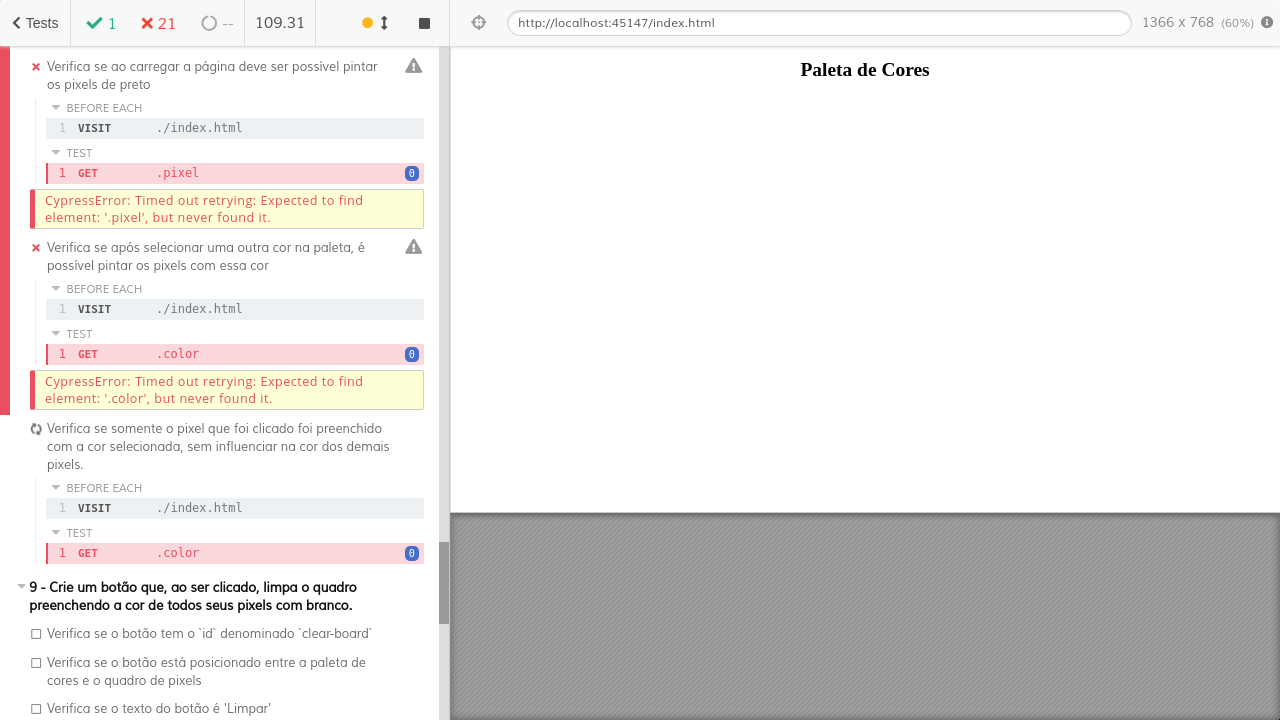 Tests
1
21
--
109.31
http://localhost:45147/index.html
1366 x 768 (60%)
Verifica se ao carregar a página deve ser possível pintar
os pixels de preto
BEFORE EACH
1 VISIT ./index.html
TEST
1 GET .pixel 0
CypressError: Timed out retrying: Expected to find
element: '.pixel', but never found it.
Verifica se após selecionar uma outra cor na paleta, é
possível pintar os pixels com essa cor
BEFORE EACH
1 VISIT ./index.html
TEST
1 GET .color 0
CypressError: Timed out retrying: Expected to find
element: '.color', but never found it.
Verifica se somente o pixel que foi clicado foi preenchido
com a cor selecionada, sem influenciar na cor dos demais
pixels.
BEFORE EACH
1 VISIT ./index.html
TEST
1 GET .color 0
9 - Crie um botão que, ao ser clicado, limpa o quadro
preenchendo a cor de todos seus pixels com branco.
Verifica se o botão tem o `id` denominado `clear-board`
Verifica se o botão está posicionado entre a paleta de
cores e o quadro de pixels
Verifica se o texto do botão é 'Limpar'
Paleta de Cores